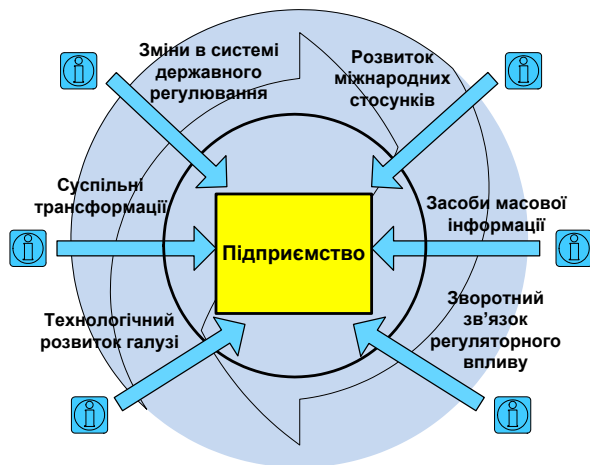 Зміни в системі
державного
регулювання
Розвиток
міжнародних
стосунків
Суспільні
трансформації
Засоби масової
інформації
Підприємство
Технологічний
розвиток галузі
Зворотний
зв'язок
регуляторного
впливу